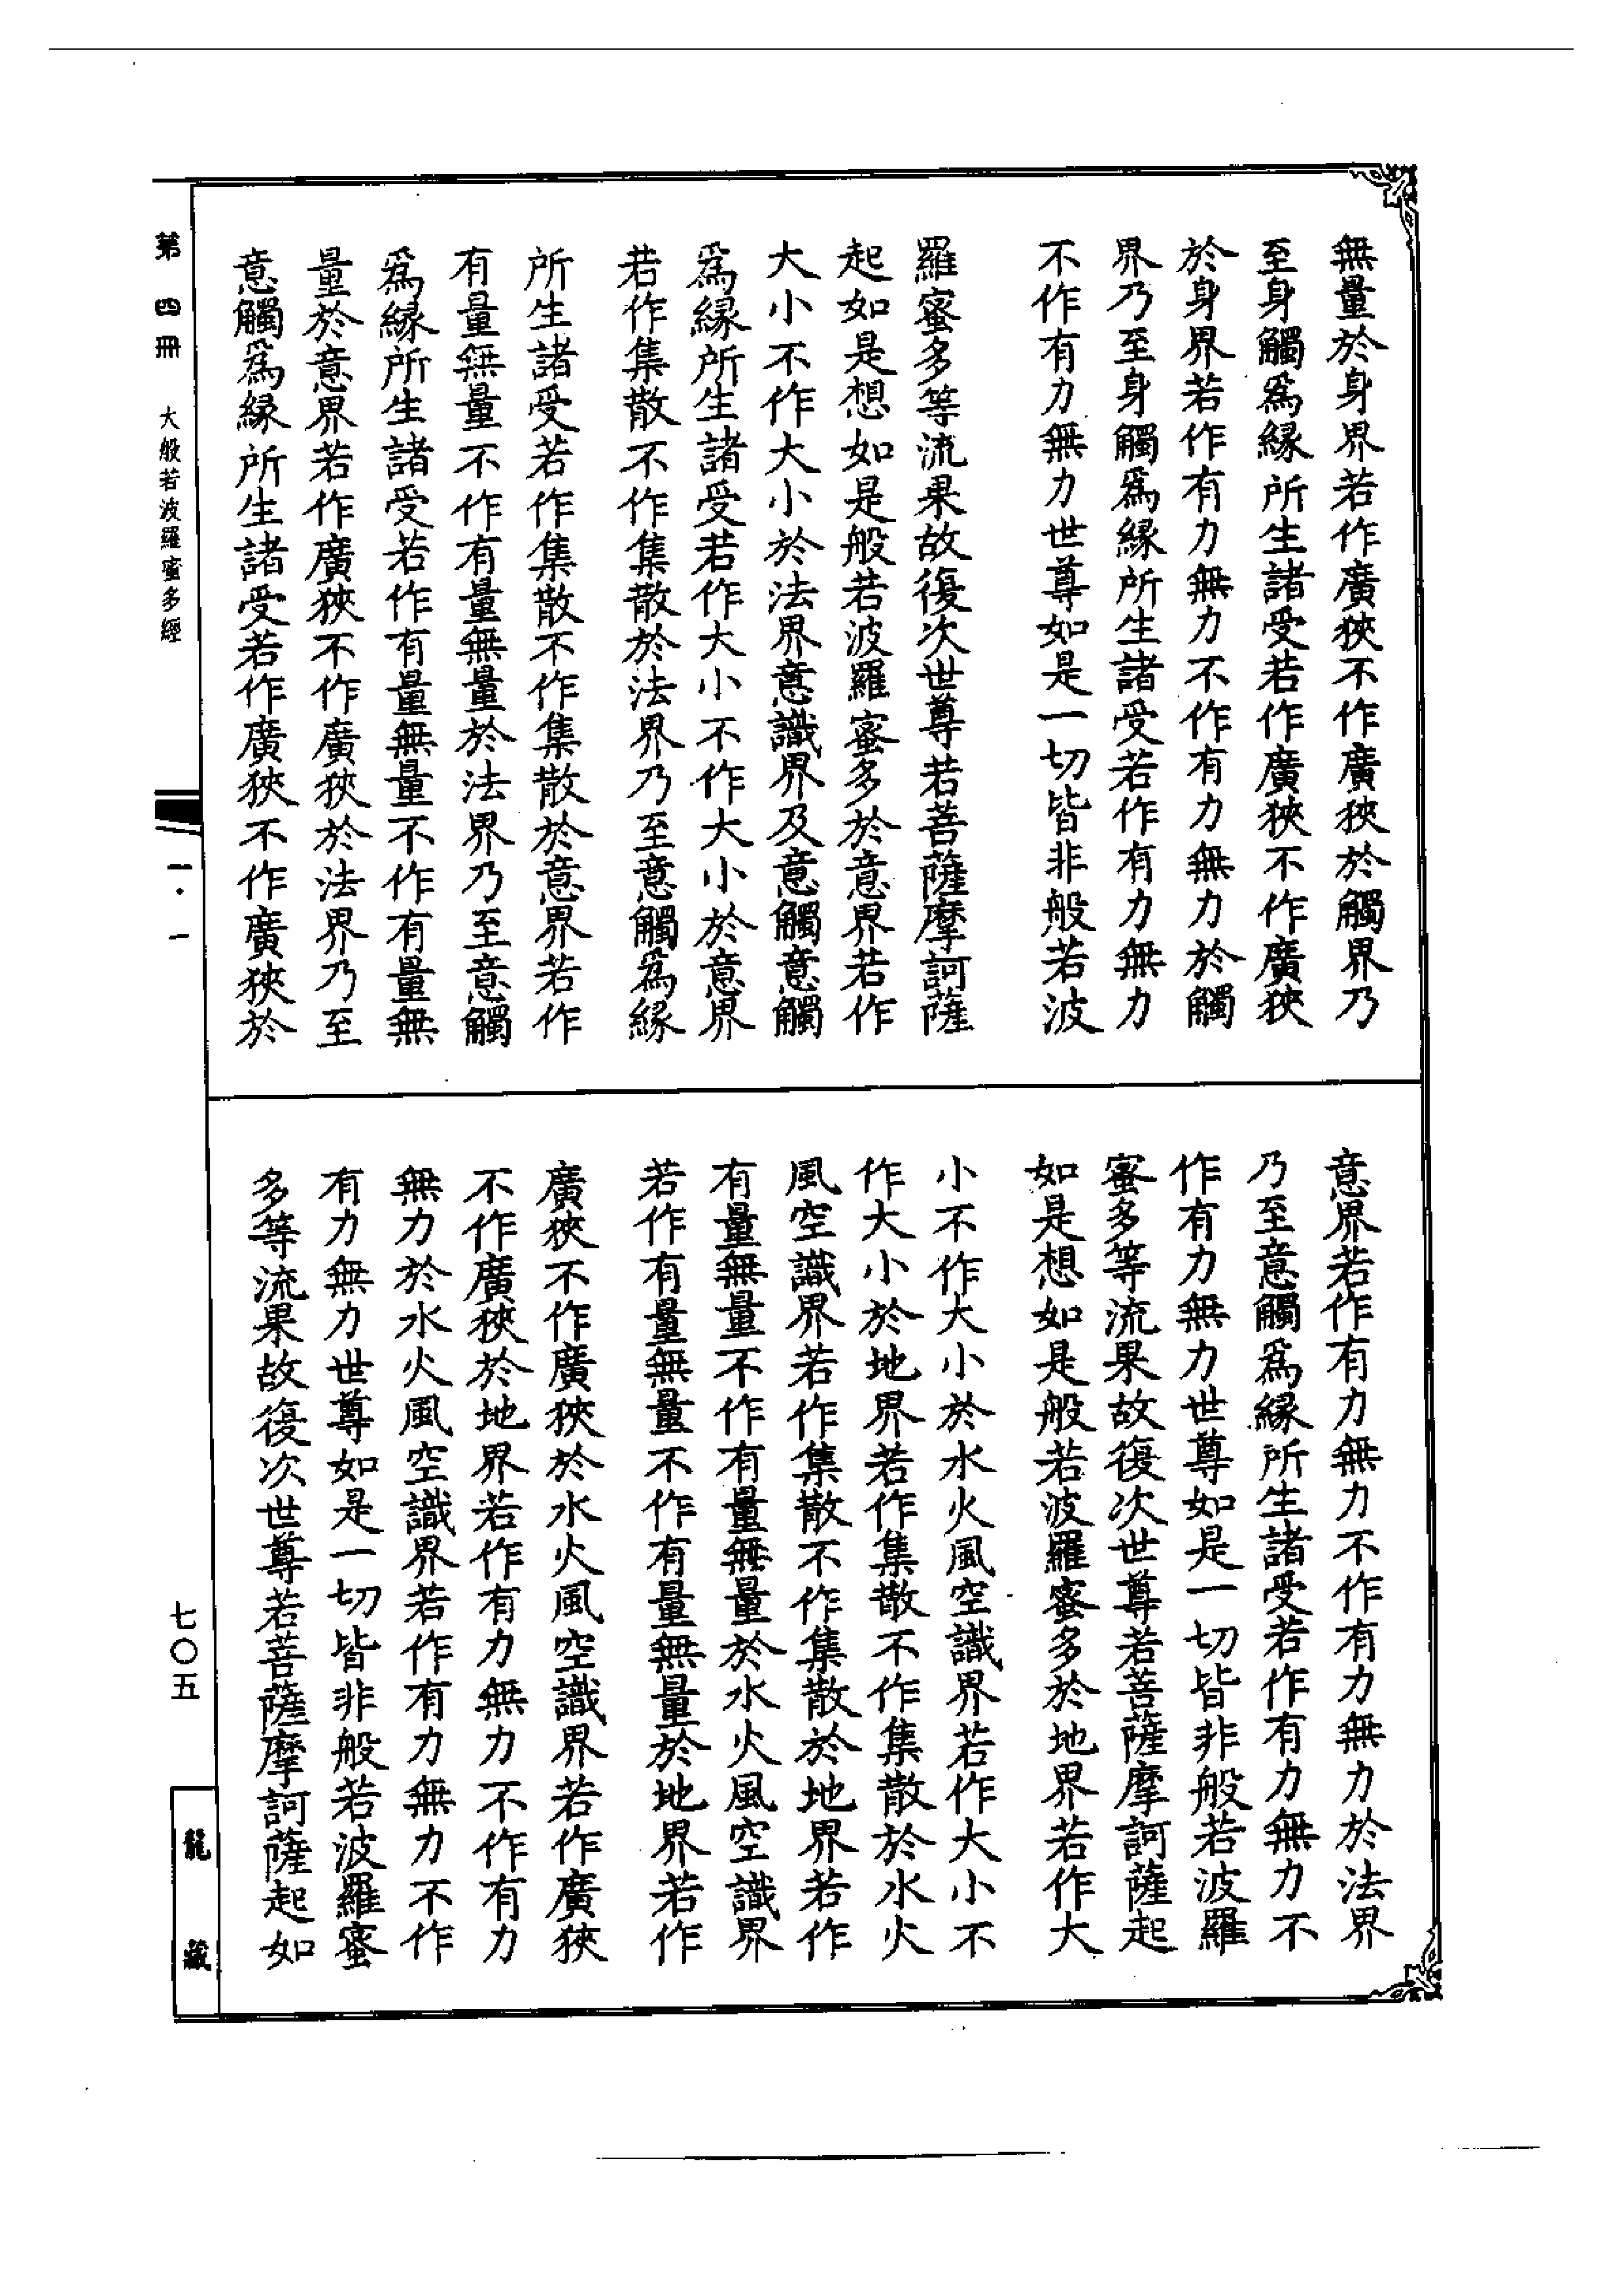 無量於身界若作廣狹不作廣狹於觸界乃
至身觸爲緣所生諸受若作廣狹不作廣狹
於身界若作有力無力不作有力無力於觸
界乃至身觸爲緣所生諸受若作有力無力
不作有力無力世尊如是一切皆非般若波
羅蜜多等流果故復次世尊若菩薩摩訶薩
起如是想如是般若波羅蜜多於意界若作
大小不作大小於法界意識界及意觸意觸
爲緣所生諸受若作大小不作大小於意界
若作集散不作集散於法界乃至意觸爲緣
所生諸受若作集散不作集散於意界若作
有量無量不作有量無量於法界乃至意觸
爲緣所生諸受若作有量無量不作有量無
量於意界若作廣狹不作廣狹於法界乃至
意觸爲緣所生諸受若作廣狹不作廣狹於
意界若作有力無力不作有力無力於法界
乃至意觸爲緣所生諸受若作有力無力不
作有力無力世尊如是一切皆非般若波羅
蜜多等流果故復次世尊若菩薩摩訶薩起
如是想如是般若波羅蜜多於地界若作大
小不作大小於水火風空識界若作大小不
作大小於地界若作集散不作集散於水火
風空識界若作集散不作集散於地界若作
有量無量不作有量無量於水火風空識界
若作有量無量不作有量無量於地界若作
廣狹不作廣狹於水火風空識界若作廣狹
不作廣狹於地界若作有力無力不作有力
無力於水火風空識界若作有力無力不作
有力無力世尊如是一切皆非般若波羅蜜
多等流果故復次世尊若菩薩摩訶薩起如
第四冊 大般若波羅蜜多經 一·一 七〇五
龍藏